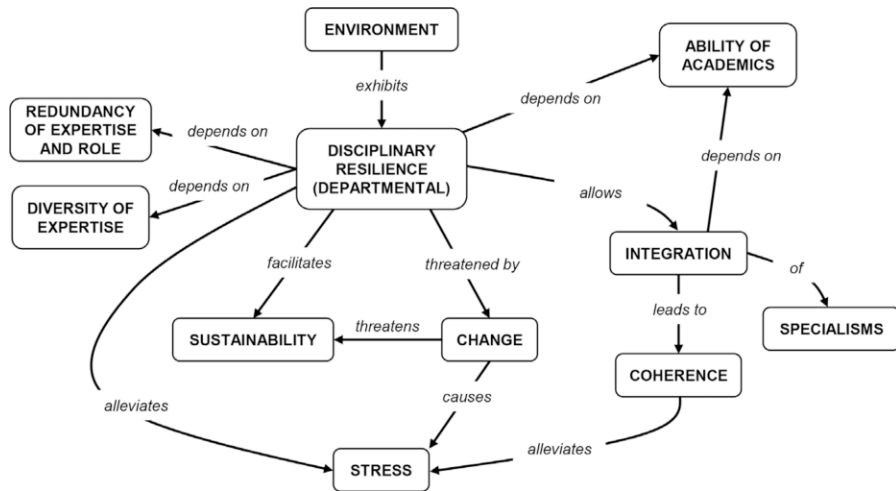 ENVIRONMENT
exhibits
ABILITY OF
ACADEMICS
depends on
REDUNDANCY
OF EXPERTISE
AND ROLE
depends on
DISCIPLINARY
RESILIENCE
(DEPARTMENTAL)
depends on
depends on
DIVERSITY OF
EXPERTISE
allows
INTEGRATION
facilitates
threatened by
of
leads to
SUSTAINABILITY
threatens
CHANGE
SPECIALISMS
COHERENCE
causes
alleviates
alleviates
STRESS